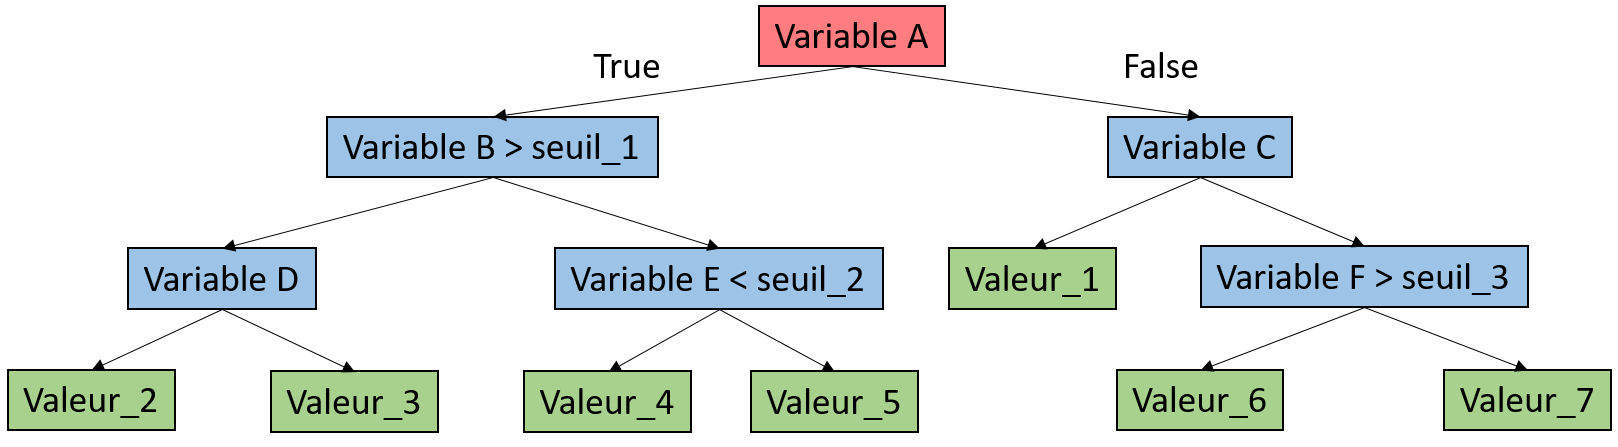 Variable A
True
False
Variable B > seuil_1
Variable C
Variable D
Variable E < seuil_2
Valeur_1
Variable F > seuil_3
Valeur_2
Valeur_3
Valeur_4
Valeur_5
Valeur_6
Valeur_7